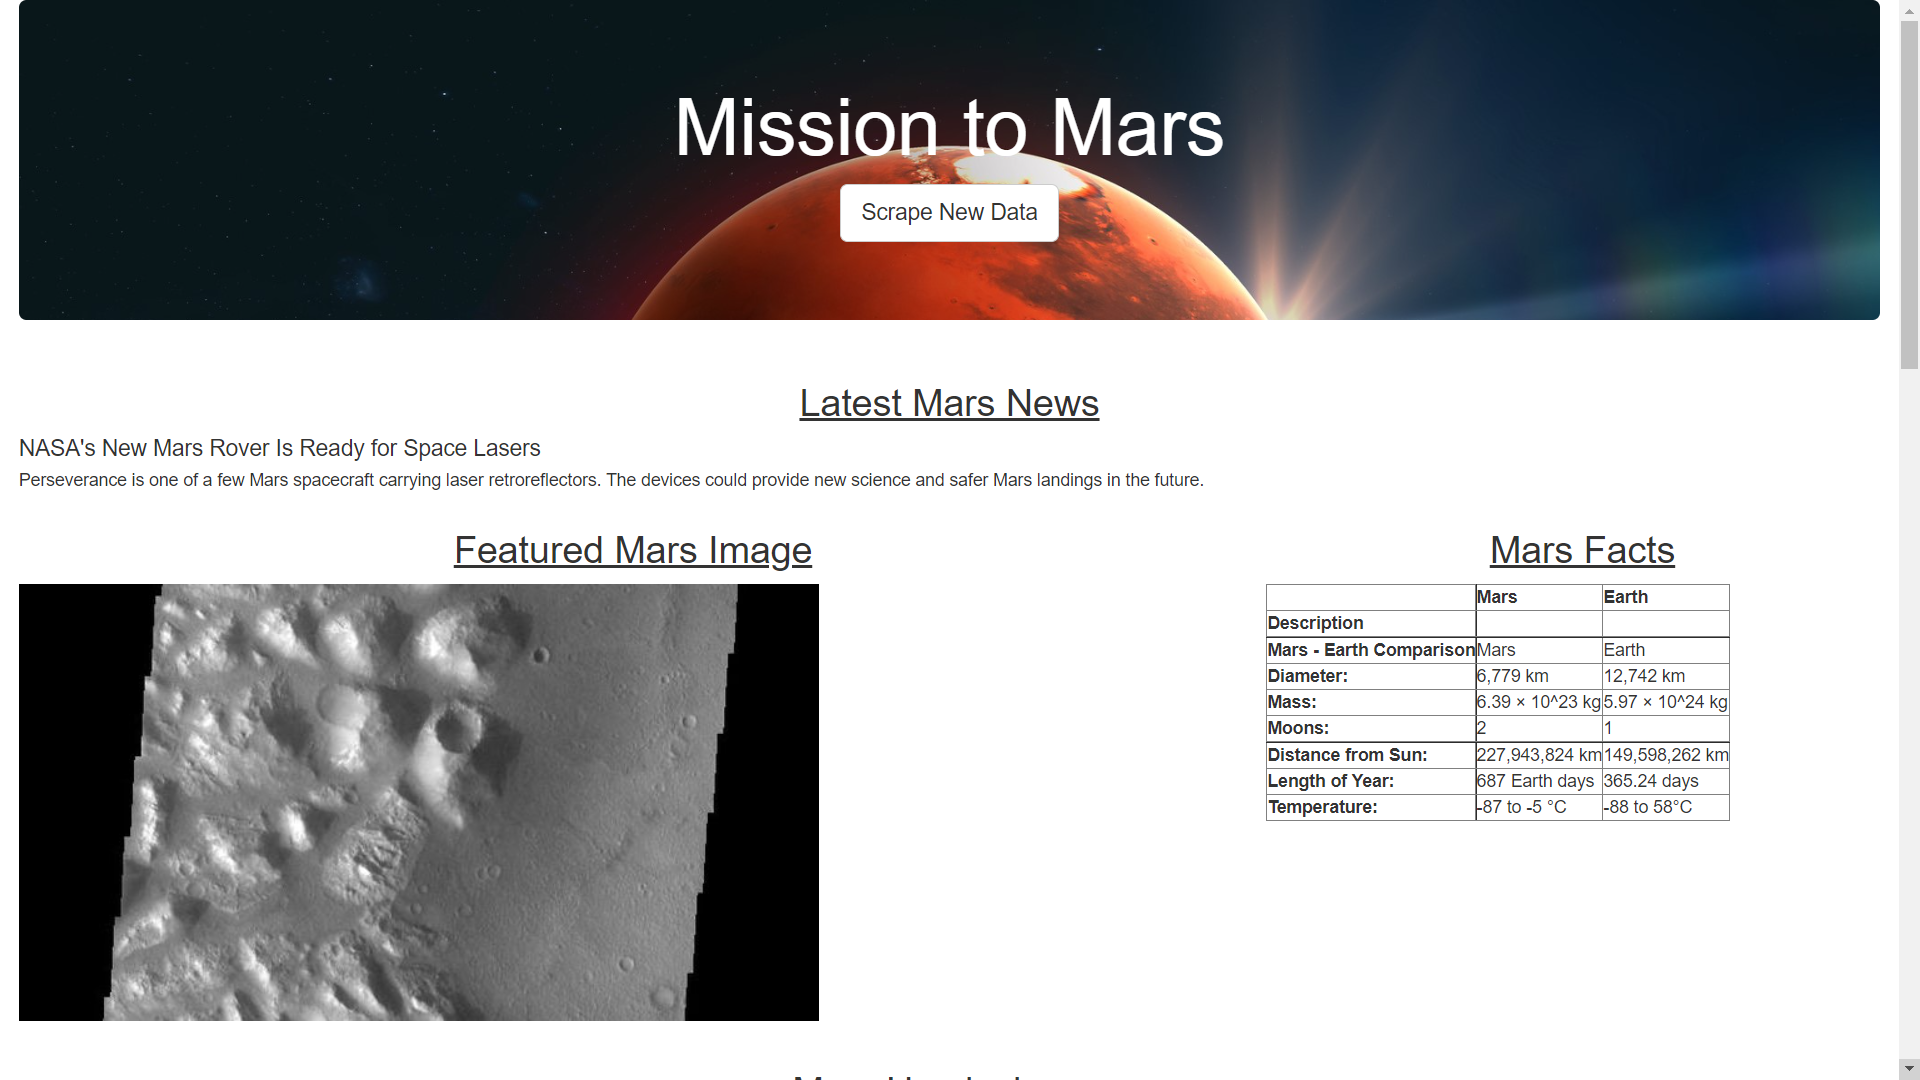 Mission to Mars
Scrape New Data
Latest Mars News
NASA's New Mars Rover Is Ready for Space Lasers
Perseverance is one of a few Mars spacecraft carrying laser retroreflectors. The devices could provide new science and safer Mars landings in the future.
Featured Mars Image
Mars Facts
Mars Earth
Description
Mars - Earth Comparison Mars Earth
Diameter: 6,779 km 12,742 km
Mass: 6.39 × 10^23 kg 5.97 × 10^24 kg
Moons: 2 1
Distance from Sun: 227,943,824 km 149,598,262 km
Length of Year: 687 Earth days 365.24 days
Temperature: -87 to -5 °C -88 to 58°C